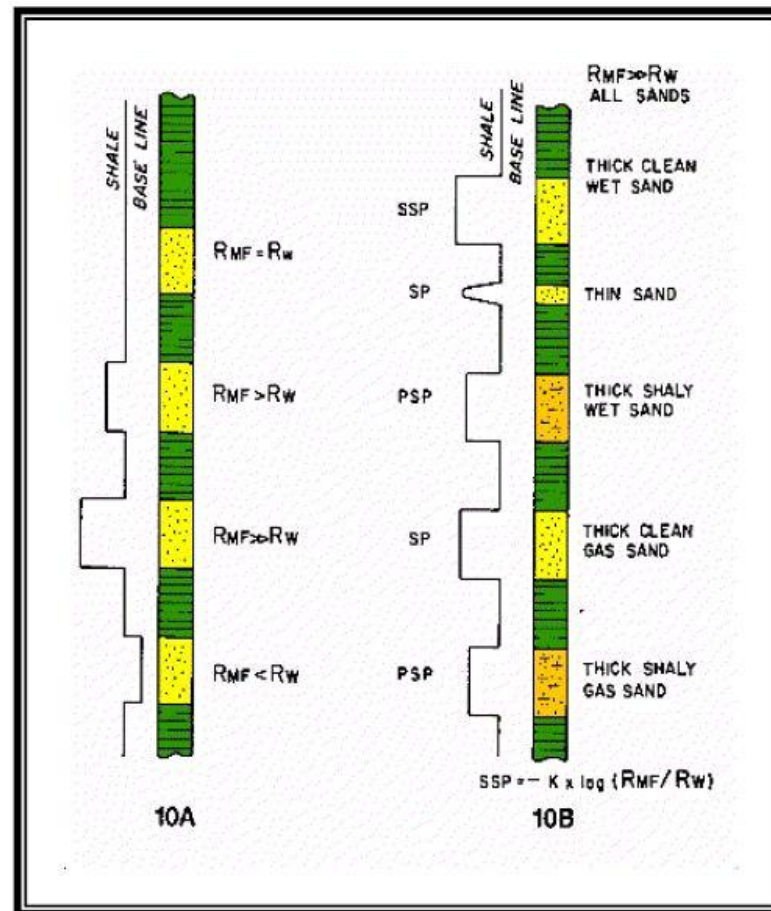 SHALE
BASE LINE
RMF = RW
RMF > RW
RMF >> RW
RMF < RW
10A
RMF >> RW
ALL SANDS
SHALE
BASE LINE
SSP
THICK CLEAN
WET SAND
SP
THIN SAND
PSP
THICK SHALY
WET SAND
SP
THICK CLEAN
GAS SAND
PSP
THICK SHALY
GAS SAND
SSP = – K x log (RMF/RW)
10B